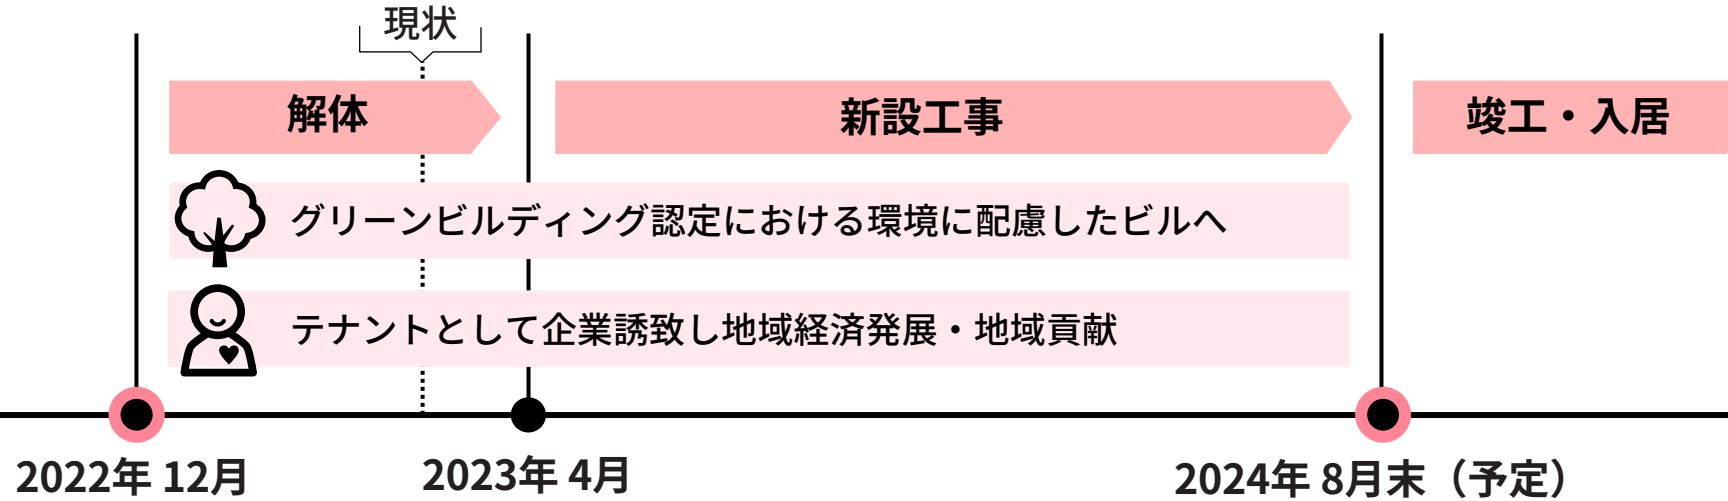 現状
解体
新設工事
竣工・入居
グリーンビルディング認定における環境に配慮したビルへ
テナントとして企業誘致し地域経済発展・地域貢献
2022年 12月
2023年 4月
2024年 8月末（予定）